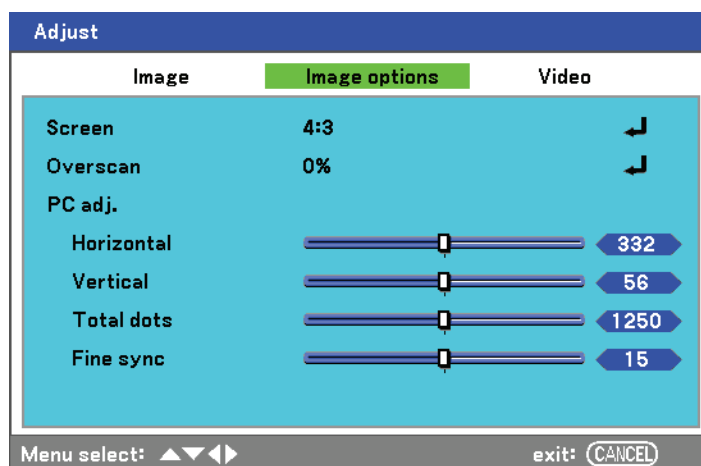 Adjust
Image Image options Video
Screen 4:3
Overscan 0%
PC adj.
Horizontal 332
Vertical 56
Total dots 1250
Fine sync 15
Menu select: ▲▼◀▶ exit: CANCEL